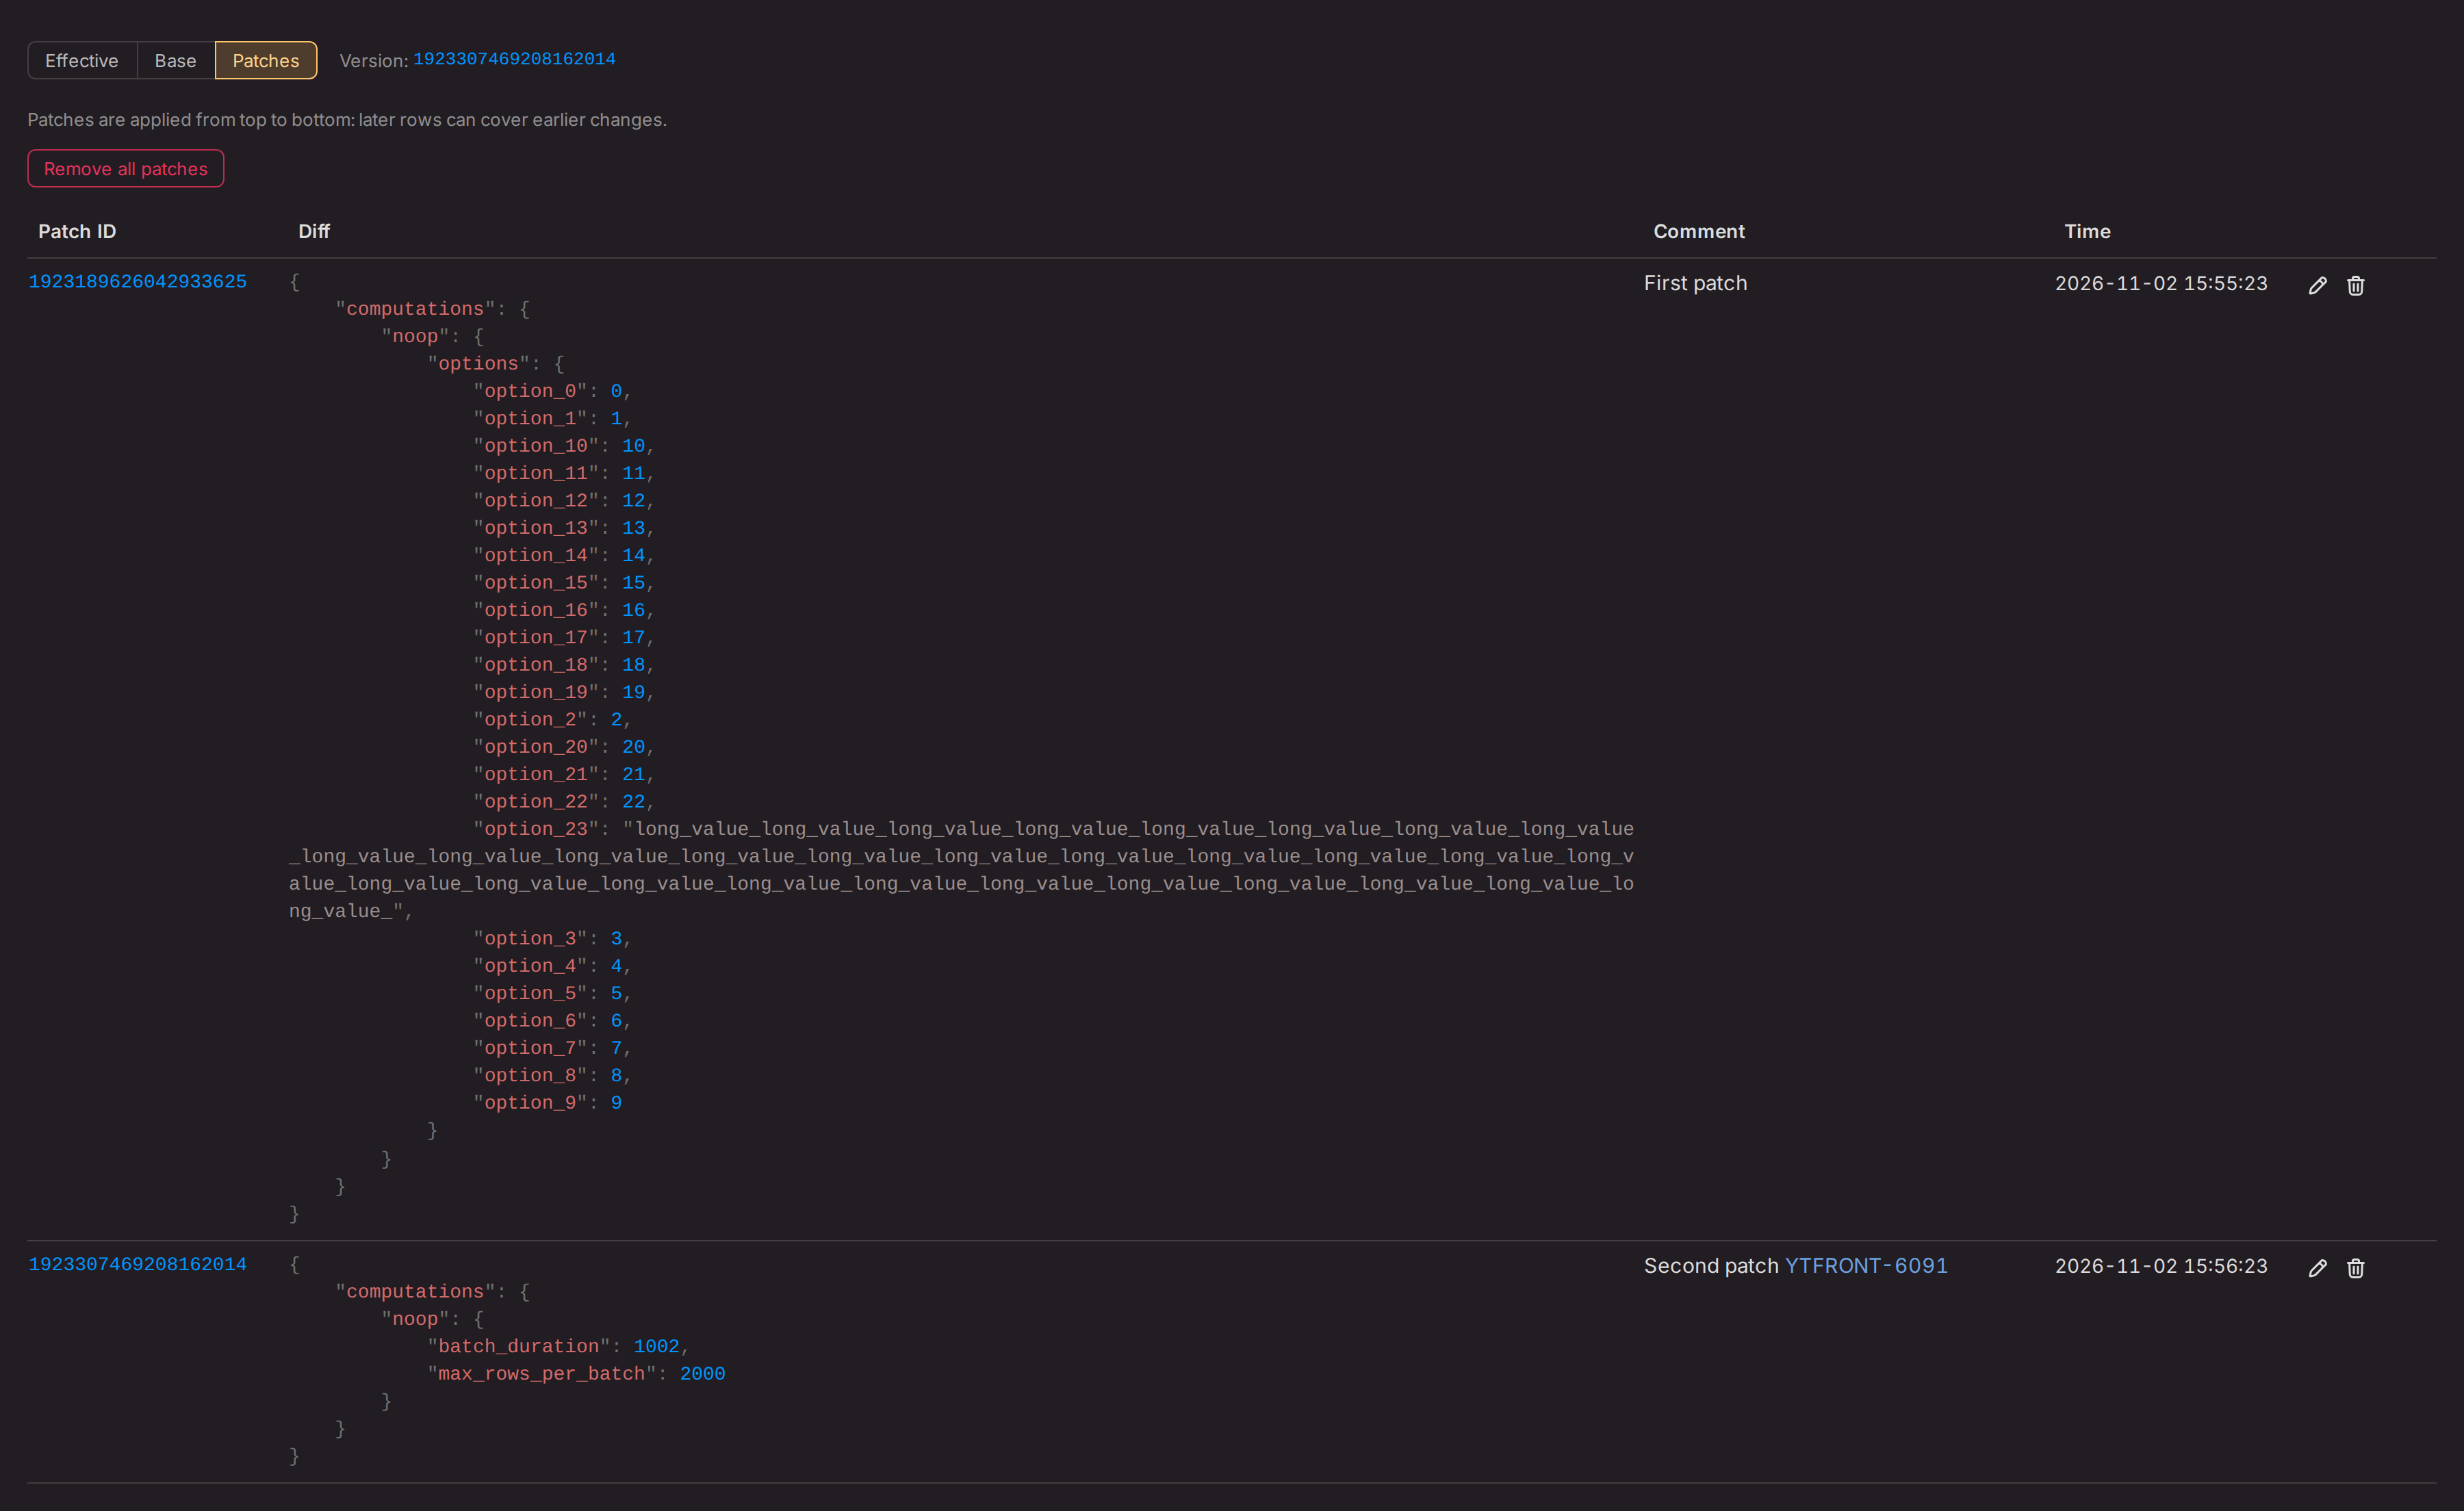 Effective Base Patches Version: 1923307469208162014
Patches are applied from top to bottom: later rows can cover earlier changes.
Remove all patches
Patch ID Diff Comment Time
1923189626042933625 { First patch 2026-11-02 15:55:23
"computations": {
"noop": {
"options": {
"option_0": 0,
"option_1": 1,
"option_10": 10,
"option_11": 11,
"option_12": 12,
"option_13": 13,
"option_14": 14,
"option_15": 15,
"option_16": 16,
"option_17": 17,
"option_18": 18,
"option_19": 19,
"option_2": 2,
"option_20": 20,
"option_21": 21,
"option_22": 22,
"option_23": "long_value_long_value_long_value_long_value_long_value_long_value_long_value_long_value
_long_value_long_value_long_value_long_value_long_value_long_value_long_value_long_value_long_value_long_value_long_v
alue_long_value_long_value_long_value_long_value_long_value_long_value_long_value_long_value_long_value_long_value_lo
ng_value_",
"option_3": 3,
"option_4": 4,
"option_5": 5,
"option_6": 6,
"option_7": 7,
"option_8": 8,
"option_9": 9
}
}
}
}
1923307469208162014 { Second patch YTFRONT-6091 2026-11-02 15:56:23
"computations": {
"noop": {
"batch_duration": 1002,
"max_rows_per_batch": 2000
}
}
}